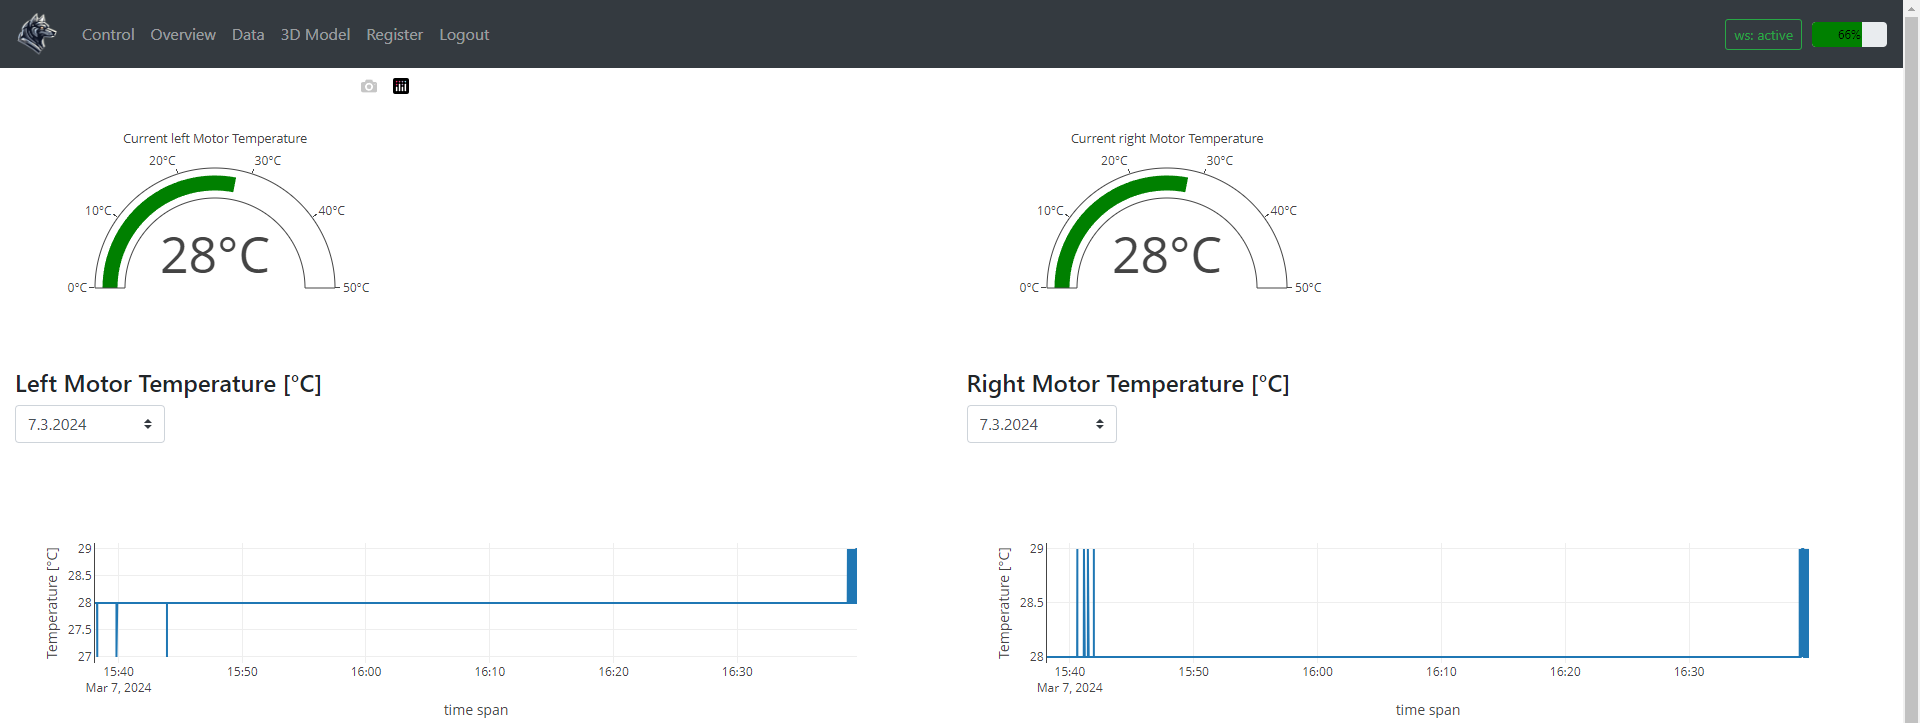 Control Overview Data 3D Model Register Logout ws: active 66%
Current left Motor Temperature
20°C 30°C
10°C 40°C
28°C
0°C 50°C
Current right Motor Temperature
20°C 30°C
10°C 40°C
28°C
0°C 50°C
Left Motor Temperature [°C]
7.3.2024
Right Motor Temperature [°C]
7.3.2024
Temperature [°C]
29
28.5
28
27.5
27
15:40 15:50 16:00 16:10 16:20 16:30
Mar 7, 2024
time span
Temperature [°C]
29
28.5
28
15:40 15:50 16:00 16:10 16:20 16:30
Mar 7, 2024
time span